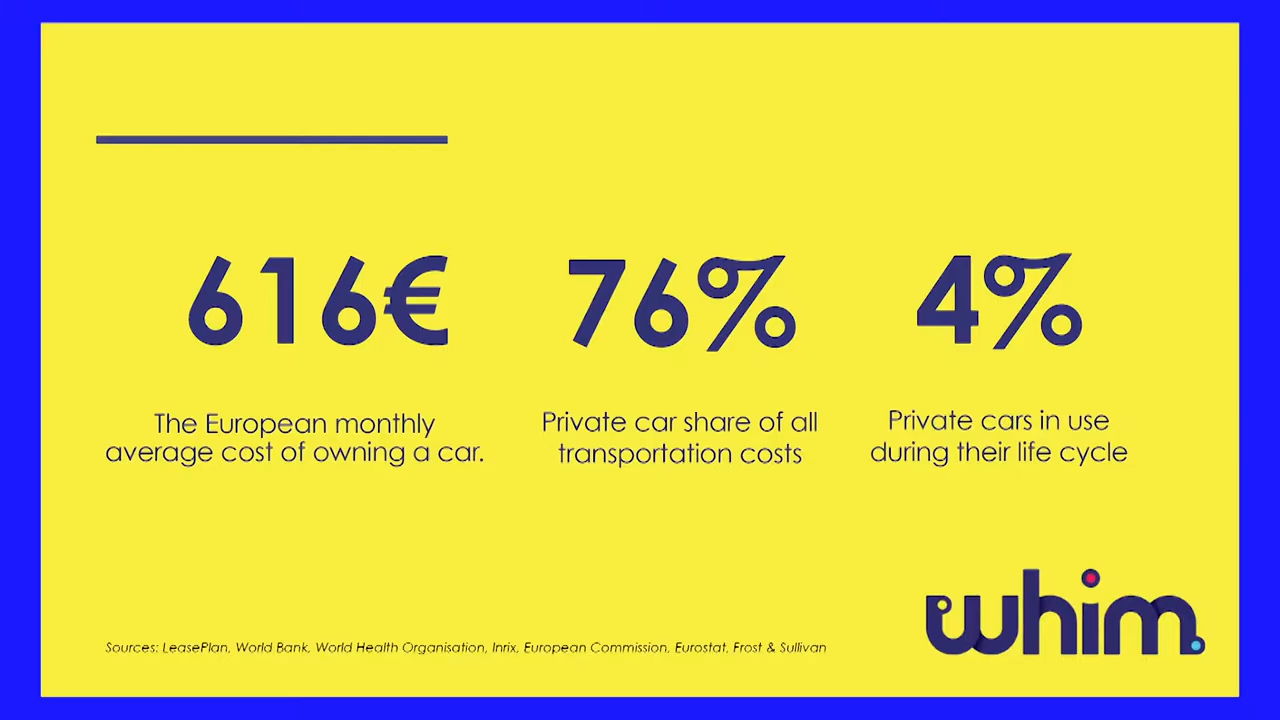 616€
76%
4%
The European monthly
average cost of owning a car.
Private car share of all
transportation costs
Private cars in use
during their life cycle
whim
Sources: LeasePlan, World Bank, World Health Organisation, Inrix, European Commission, Eurostat, Frost & Sullivan